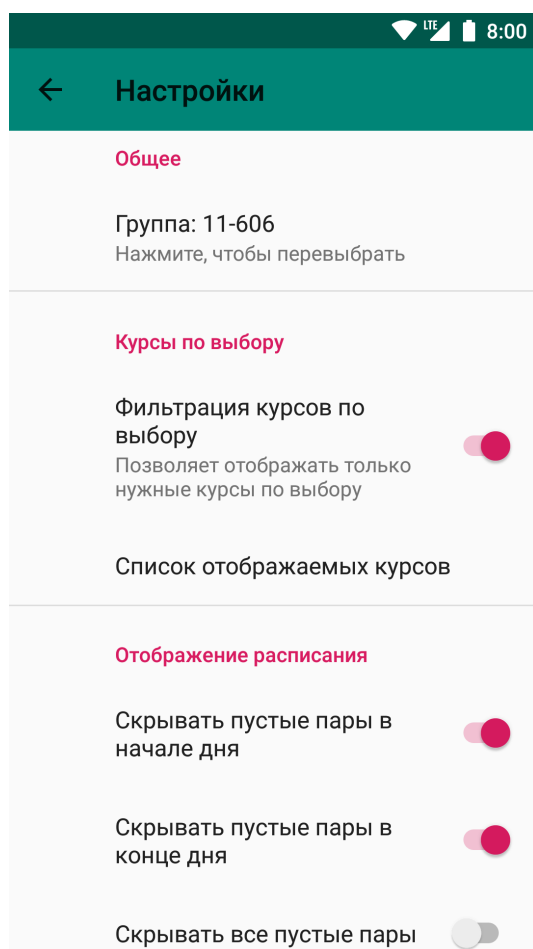 LTE 8:00
Настройки
Общее
Группа: 11-606
Нажмите, чтобы перевыбрать
Курсы по выбору
Фильтрация курсов по
выбору
Позволяет отображать только
нужные курсы по выбору
Список отображаемых курсов
Отображение расписания
Скрывать пустые пары в
начале дня
Скрывать пустые пары в
конце дня
Скрывать все пустые пары